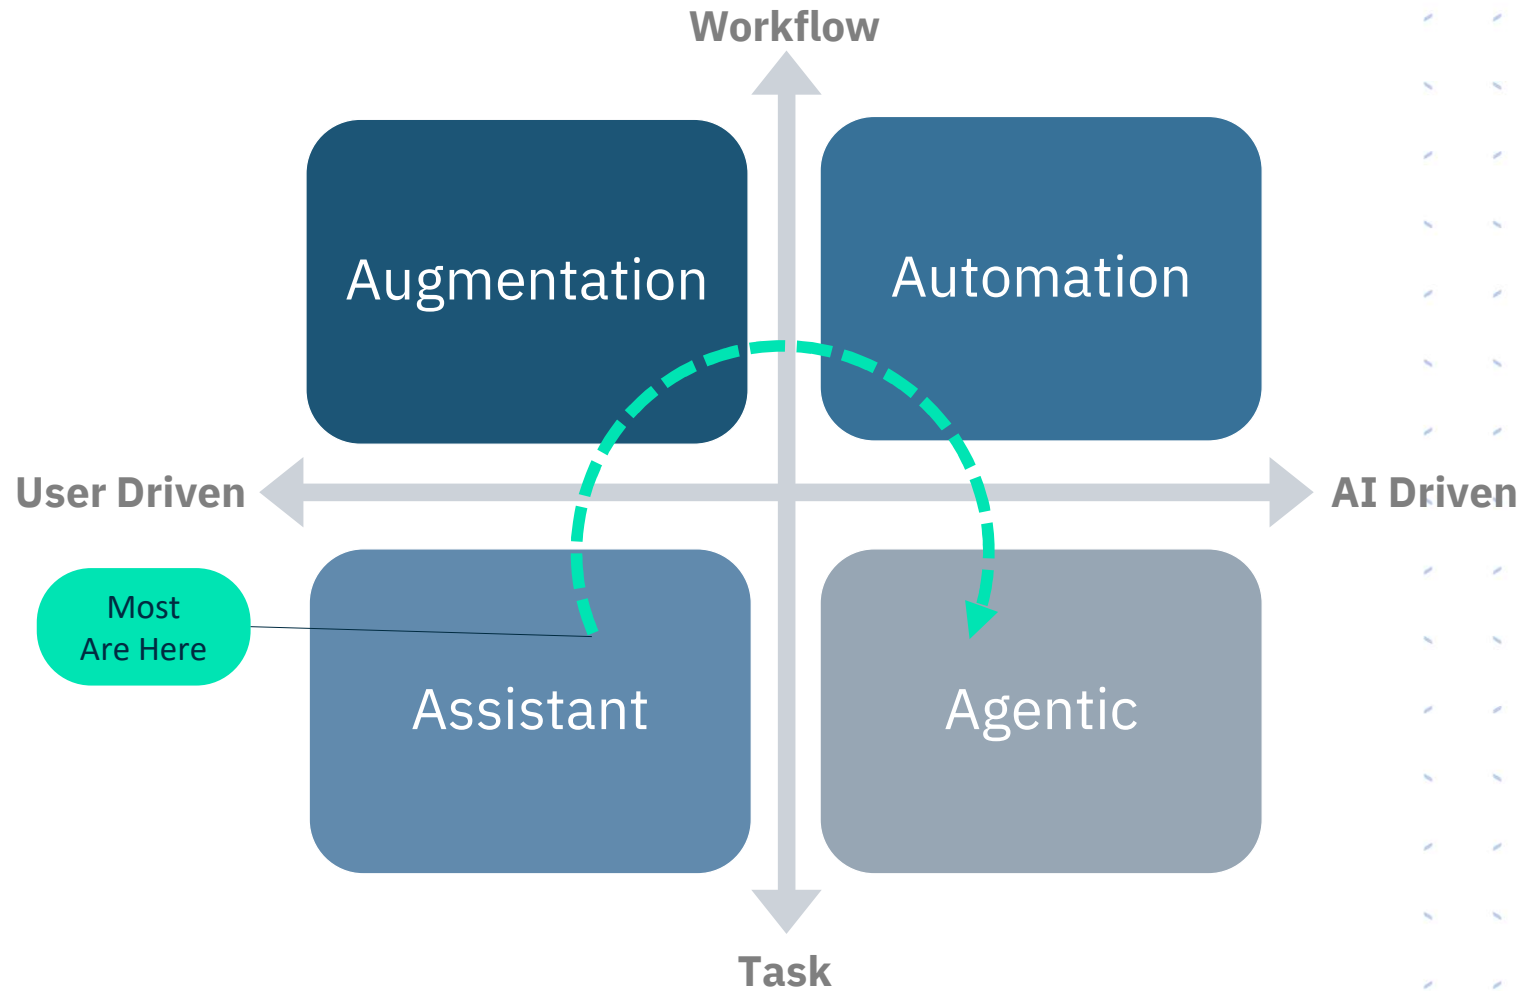 Workflow
Augmentation
Automation
User Driven
AI Driven
Most
Are Here
Assistant
Agentic
Task